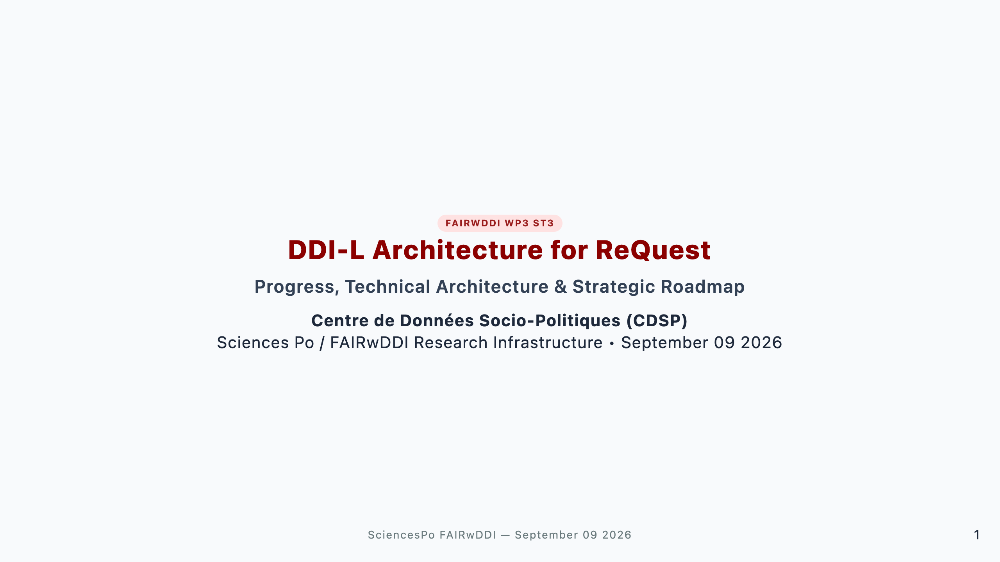 FAIRWDDI WP3 ST3
DDI-L Architecture for ReQuest
Progress, Technical Architecture & Strategic Roadmap
Centre de Données Socio-Politiques (CDSP)
Sciences Po / FAIRwDDI Research Infrastructure • September 09 2026
SciencesPo FAIRwDDI — September 09 2026
1